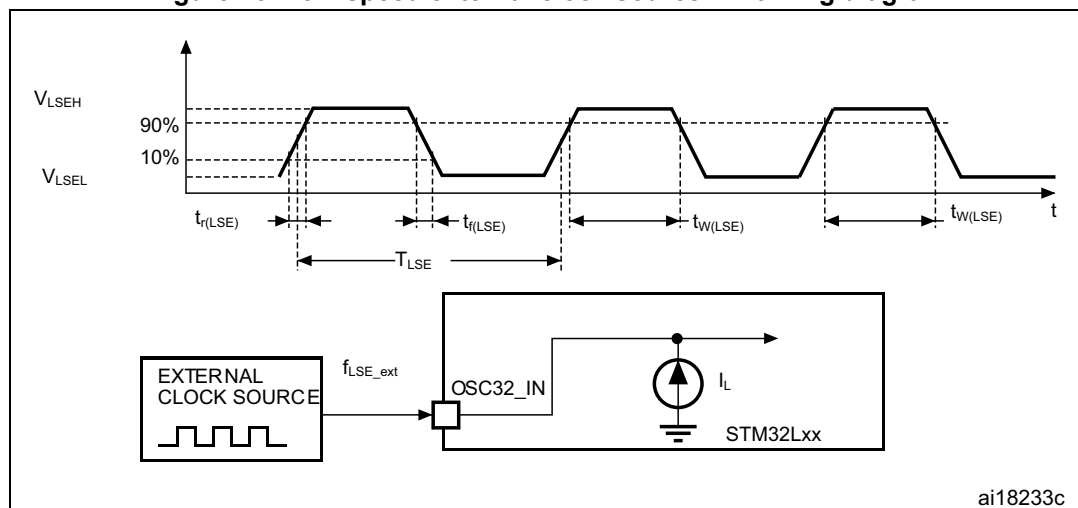 V_LSEH
90%
10%
V_LSEL
t_r(LSE)
t_f(LSE)
t_W(LSE)
t_W(LSE)
t
T_LSE
EXTERNAL
CLOCK SOURCE
f_LSE_ext
OSC32_IN
I_L
STM32Lxx
ai18233c